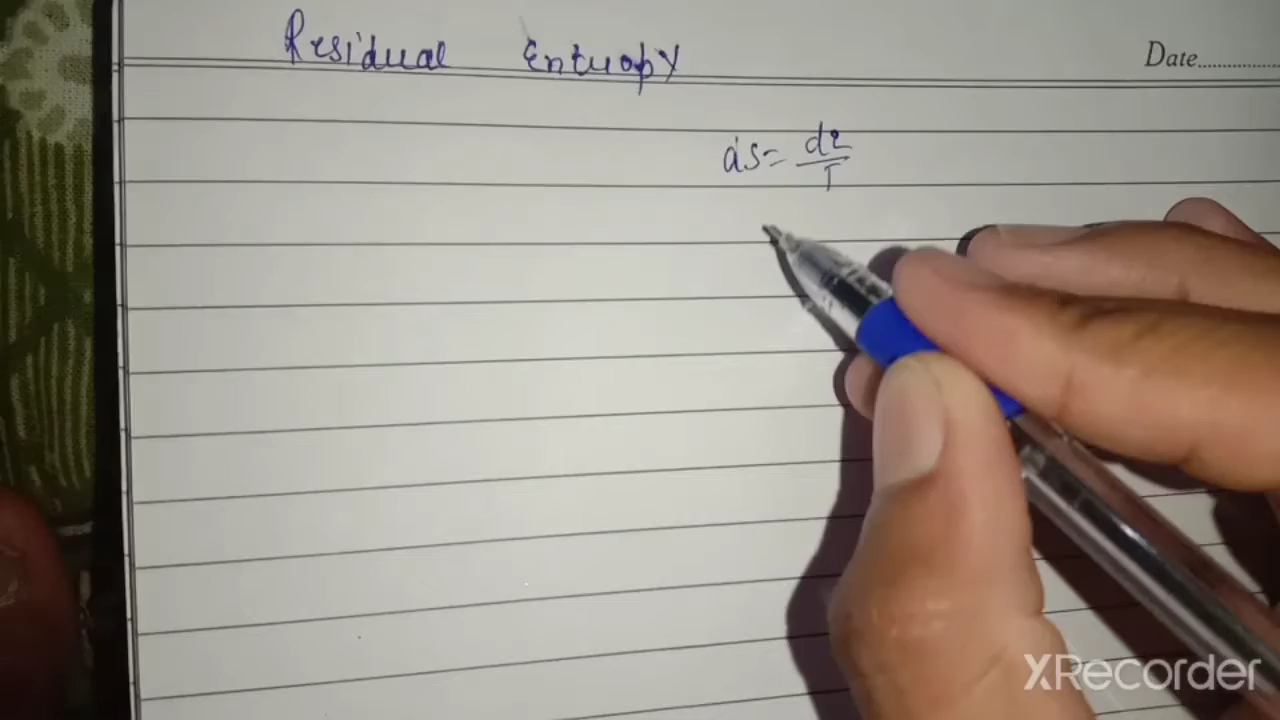 Residual Entropy
Date
ds = dq/T
XRecorder